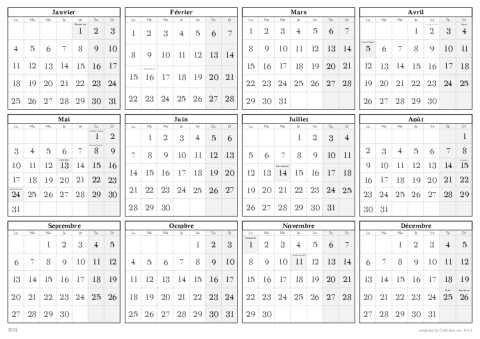 Janvier
Lu Ma Me Je Ve Sa Di
1 2 3
4 5 6 7 8 9 10
11 12 13 14 15 16 17
18 19 20 21 22 23 24
25 26 27 28 29 30 31
Février
Lu Ma Me Je Ve Sa Di
1 2 3 4 5 6 7
8 9 10 11 12 13 14
15 16 17 18 19 20 21
22 23 24 25 26 27 28
Mars
Lu Ma Me Je Ve Sa Di
1 2 3 4 5 6 7
8 9 10 11 12 13 14
15 16 17 18 19 20 21
22 23 24 25 26 27 28
29 30 31
Avril
Lu Ma Me Je Ve Sa Di
1 2 3 4
5 6 7 8 9 10 11
12 13 14 15 16 17 18
19 20 21 22 23 24 25
26 27 28 29 30
Mai
Lu Ma Me Je Ve Sa Di
1 2
3 4 5 6 7 8 9
10 11 12 13 14 15 16
17 18 19 20 21 22 23
24 25 26 27 28 29 30
31
Juin
Lu Ma Me Je Ve Sa Di
1 2 3 4 5 6
7 8 9 10 11 12 13
14 15 16 17 18 19 20
21 22 23 24 25 26 27
28 29 30
Juillet
Lu Ma Me Je Ve Sa Di
1 2 3 4
5 6 7 8 9 10 11
12 13 14 15 16 17 18
19 20 21 22 23 24 25
26 27 28 29 30 31
Août
Lu Ma Me Je Ve Sa Di
1
2 3 4 5 6 7 8
9 10 11 12 13 14 15
16 17 18 19 20 21 22
23 24 25 26 27 28 29
30 31
Septembre
Lu Ma Me Je Ve Sa Di
1 2 3 4 5
6 7 8 9 10 11 12
13 14 15 16 17 18 19
20 21 22 23 24 25 26
27 28 29 30
Octobre
Lu Ma Me Je Ve Sa Di
1 2 3
4 5 6 7 8 9 10
11 12 13 14 15 16 17
18 19 20 21 22 23 24
25 26 27 28 29 30 31
Novembre
Lu Ma Me Je Ve Sa Di
1 2 3 4 5 6 7
8 9 10 11 12 13 14
15 16 17 18 19 20 21
22 23 24 25 26 27 28
29 30
Décembre
Lu Ma Me Je Ve Sa Di
1 2 3 4 5
6 7 8 9 10 11 12
13 14 15 16 17 18 19
20 21 22 23 24 25 26
27 28 29 30 31
2021
created by